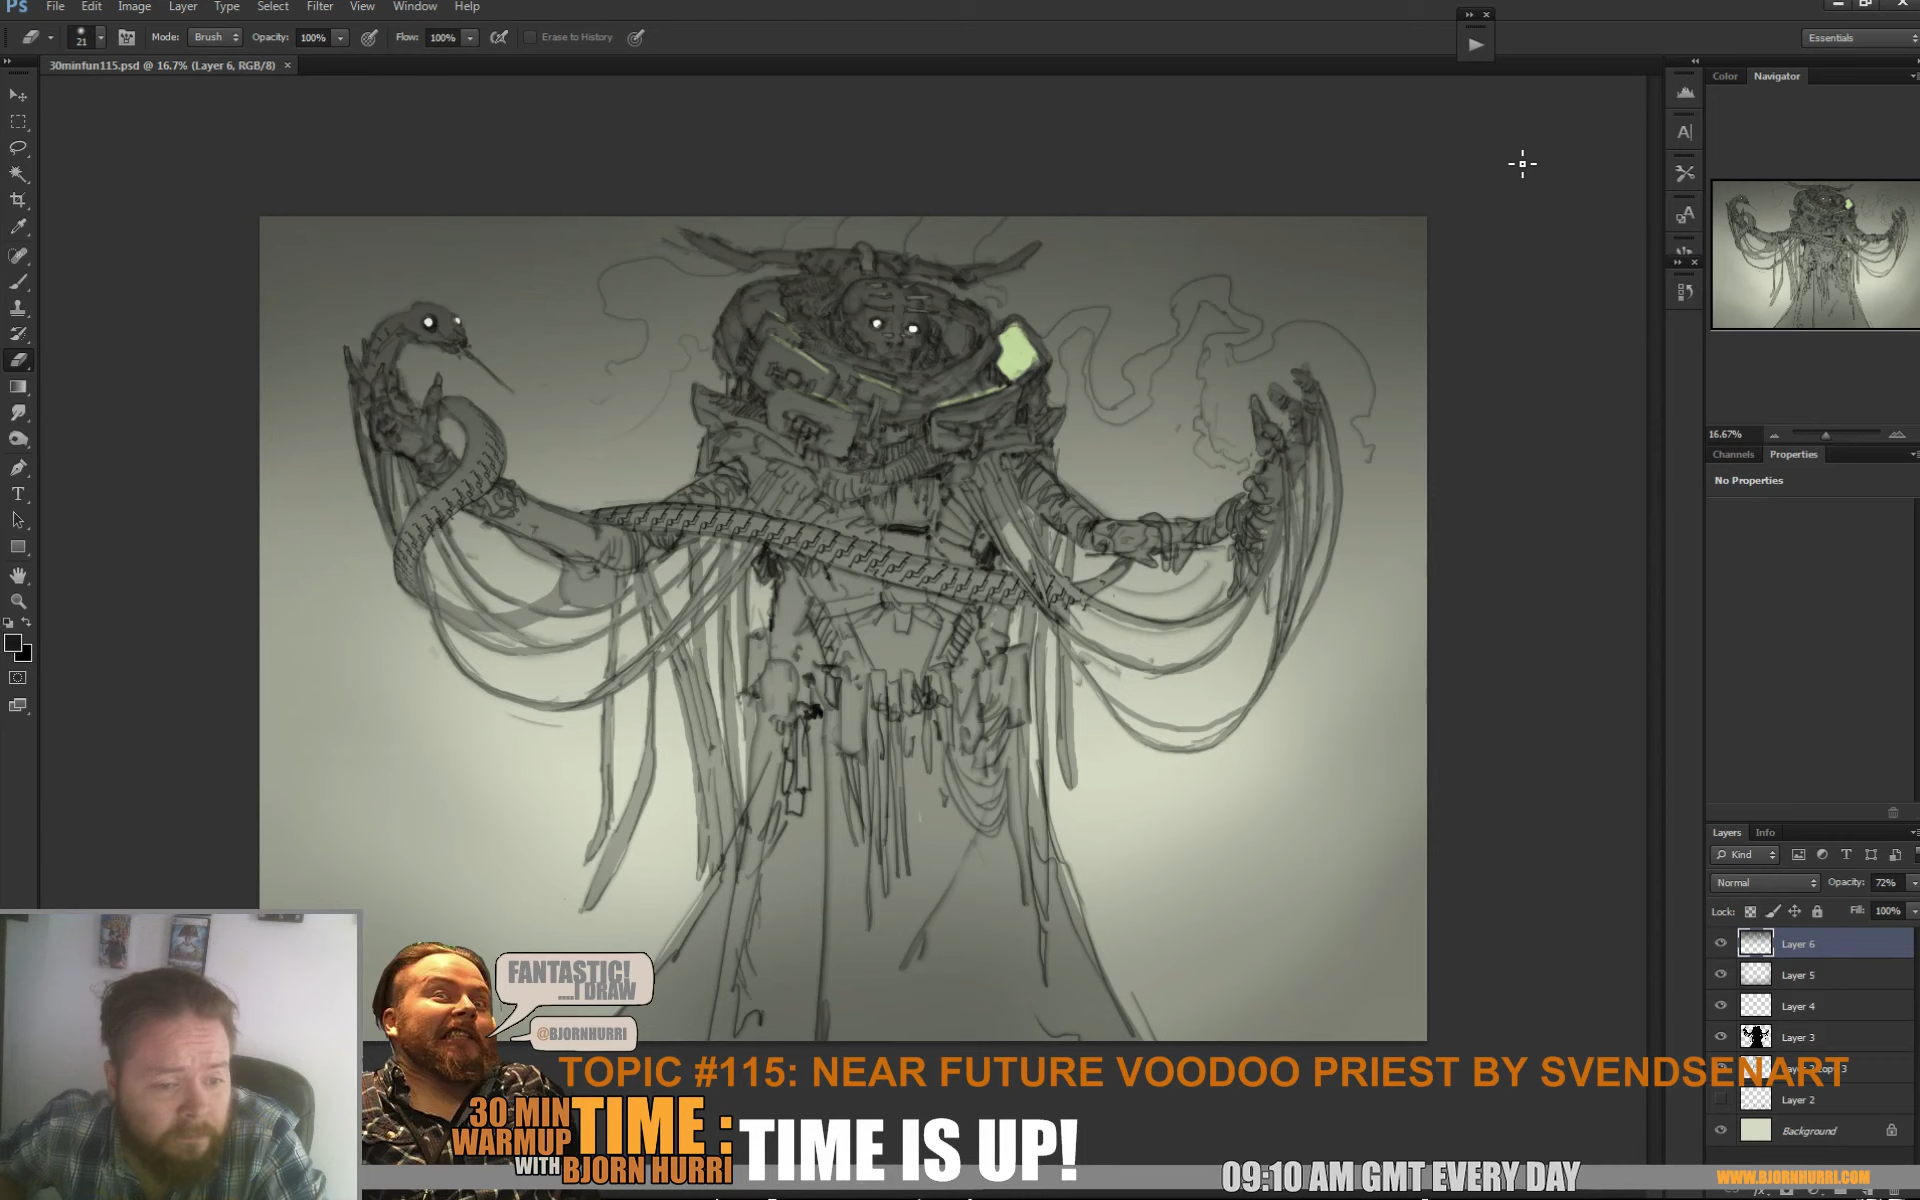 Ps File Edit Image Layer Type Select Filter View Window Help
21 Mode: Brush Opacity: 100% Flow: 100% Erase to History Essentials
30minfun115.psd @ 16.7% (Layer 6, RGB/8) ×
Color Navigator
16.67%
Channels Properties
No Properties
Layers Info
Kind
Normal Opacity: 72%
Lock: Fill: 100%
Layer 6
Layer 5
Layer 4
Layer 3
Layer 2
Background
FANTASTIC!
....I DRAW
@BJORNHURRI
TOPIC #115: NEAR FUTURE VOODOO PRIEST BY SVENDSENART
30 MIN
WARMUP
WITH BJORN HURRI
TIME : TIME IS UP!
09:10 AM GMT EVERY DAY
WWW.BJORNHURRI.COM